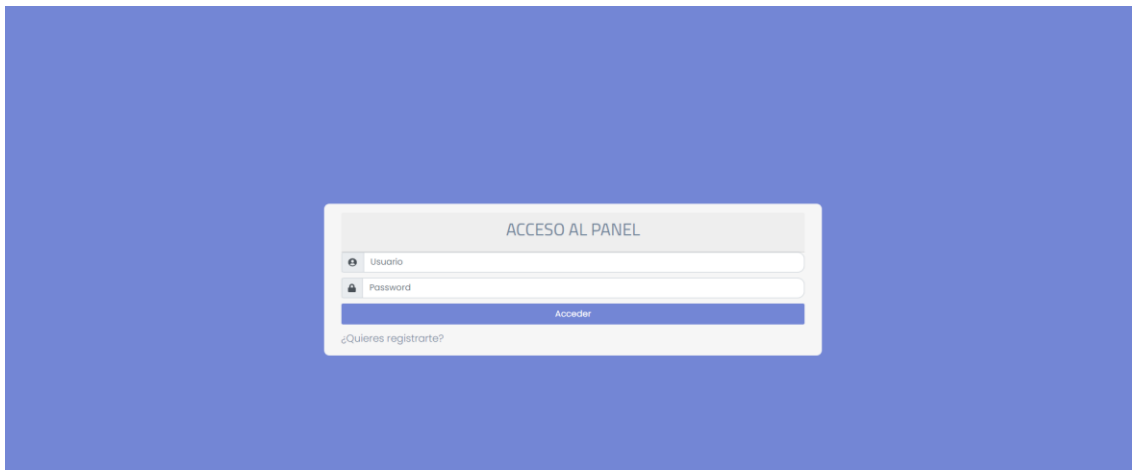 ACCESO AL PANEL
Usuario
Password
Acceder
¿Quieres registrarte?